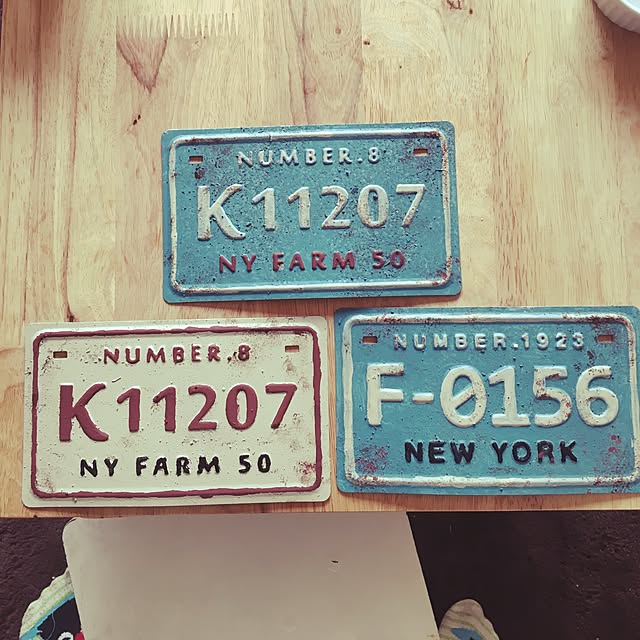 NUMBER.8
K11207
NY FARM 50
NUMBER.8
K11207
NY FARM 50
NUMBER.1923
F-0156
NEW YORK